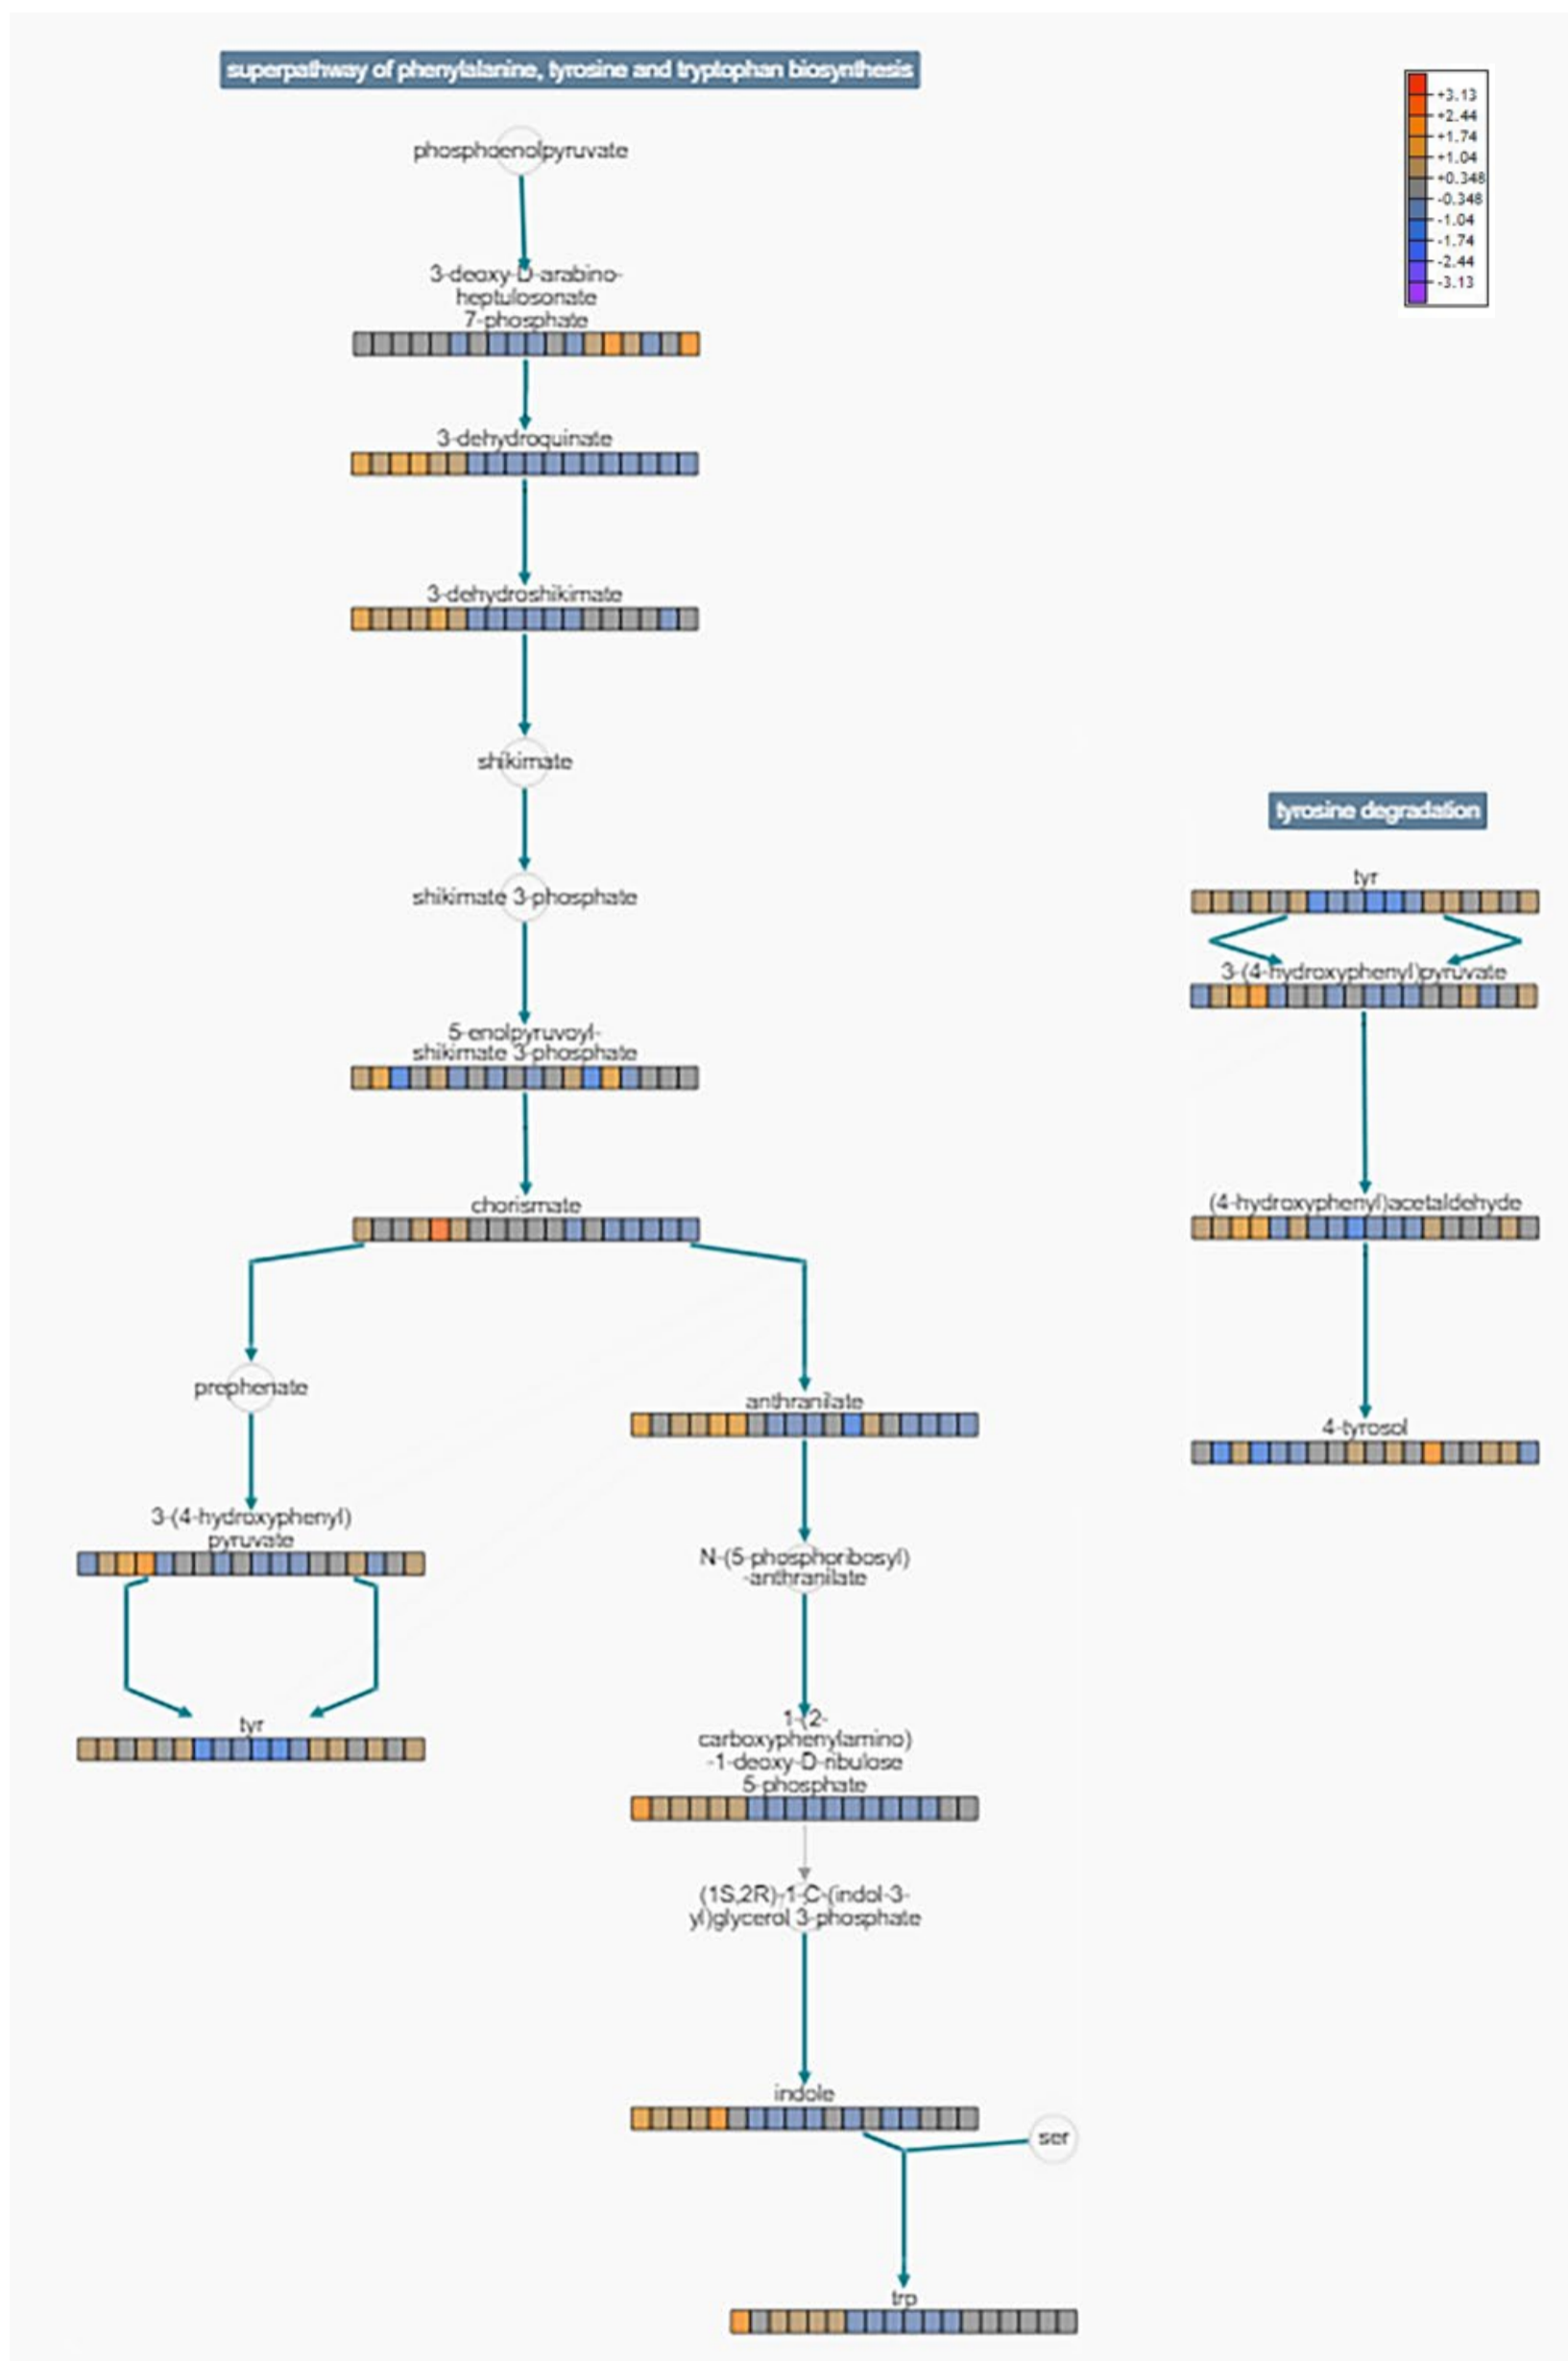 superpathway of phenylalanine, tyrosine and tryptophan biosynthesis
+3.13
+2.44
+1.74
+1.04
+0.348
-0.348
-1.04
-1.74
-2.44
-3.13
phosphoenolpyruvate
3-deoxy-D-arabino-
heptulosonate
7-phosphate
3-dehydroquinate
3-dehydroshikimate
shikimate
shikimate 3-phosphate
5-enolpyruvoyl-
shikimate 3-phosphate
chorismate
prephenate
3-(4-hydroxyphenyl)
pyruvate
tyr
anthranilate
N-(5-phosphoribosyl)
-anthranilate
1-(2-
carboxyphenylamino)
-1-deoxy-D-ribulose
5-phosphate
(1S,2R)-1-C-(indol-3-
yl)glycerol 3-phosphate
indole
ser
trp
tyrosine degradation
tyr
3-(4-hydroxyphenyl)pyruvate
(4-hydroxyphenyl)acetaldehyde
4-tyrosol